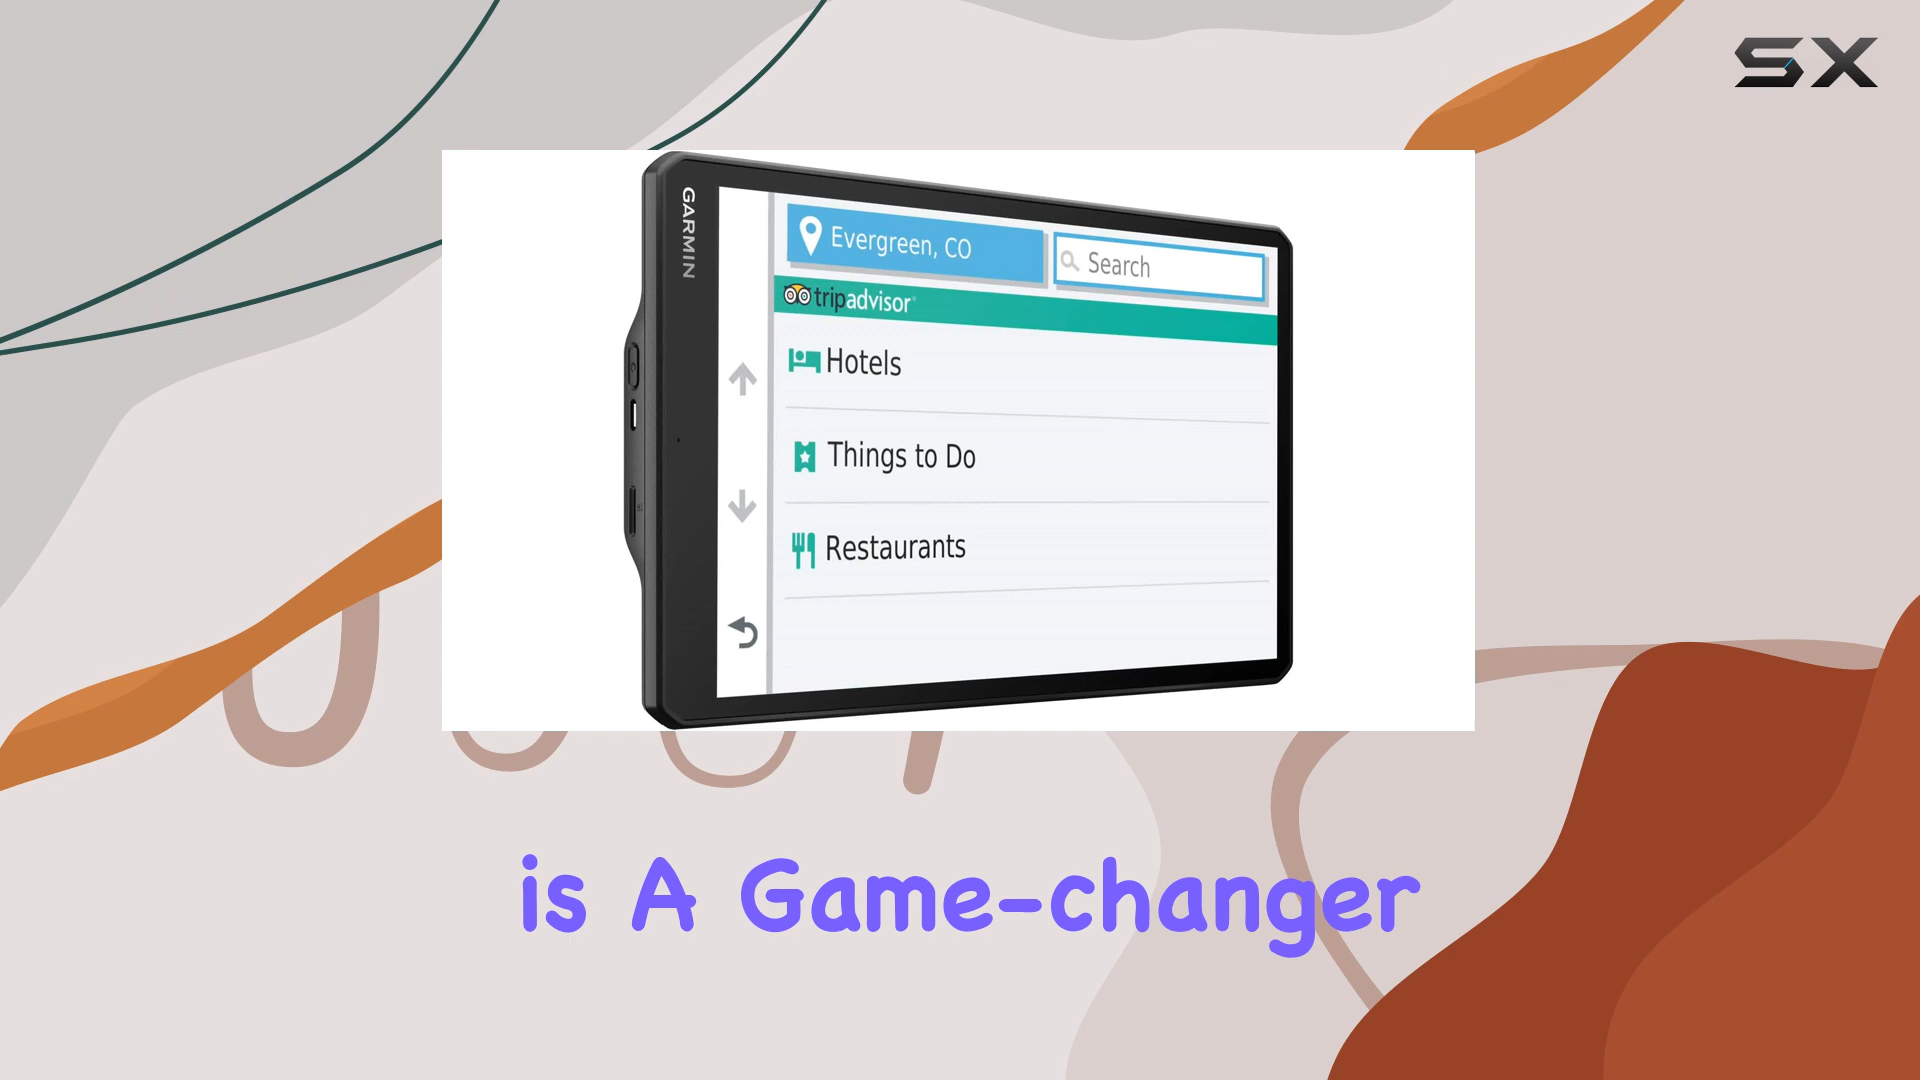 SX
GARMIN
Evergreen, CO
Search
tripadvisor®
Hotels
Things to Do
Restaurants
is A Game-changer